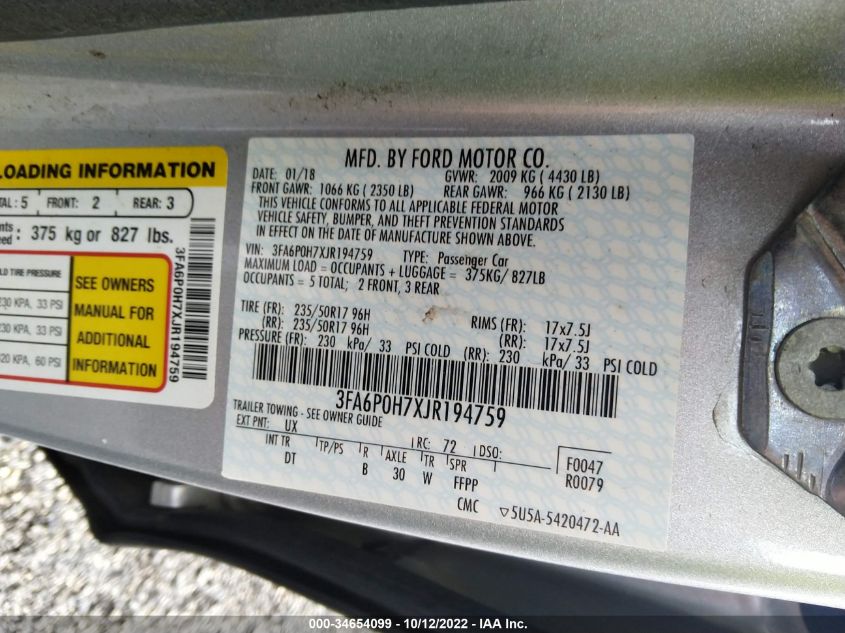 LOADING INFORMATION
TAL: 5 FRONT: 2 REAR: 3
375 kg or 827 lbs.
TIRE PRESSURE
230 KPA, 33 PSI
230 KPA, 33 PSI
420 KPA, 60 PSI
SEE OWNERS
MANUAL FOR
ADDITIONAL
INFORMATION
3FA6P0H7XJR194759
MFD. BY FORD MOTOR CO.
DATE: 01/18 GVWR: 2009 KG ( 4430 LB)
FRONT GAWR: 1066 KG ( 2350 LB) REAR GAWR: 966 KG ( 2130 LB)
THIS VEHICLE CONFORMS TO ALL APPLICABLE FEDERAL MOTOR
VEHICLE SAFETY, BUMPER, AND THEFT PREVENTION STANDARDS
IN EFFECT ON THE DATE OF MANUFACTURE SHOWN ABOVE.
VIN: 3FA6P0H7XJR194759 TYPE: Passenger Car
MAXIMUM LOAD = OCCUPANTS + LUGGAGE = 375KG/ 827LB
OCCUPANTS = 5 TOTAL; 2 FRONT, 3 REAR
TIRE (FR): 235/50R17 96H RIMS (FR): 17x7.5J
(RR): 235/50R17 96H (RR): 17x7.5J
PRESSURE (FR): 230 kPa/ 33 PSI COLD (RR): 230 kPa/ 33 PSI COLD
3FA6P0H7XJR194759
TRAILER TOWING - SEE OWNER GUIDE
EXT PNT: UX RC: 72 DSO: F0047
INT TR TP/PS R AXLE TR SPR R0079
DT B 30 W FFPP
CMC ▽5U5A-5420472-AA
000-34654099 - 10/12/2022 - IAA Inc.